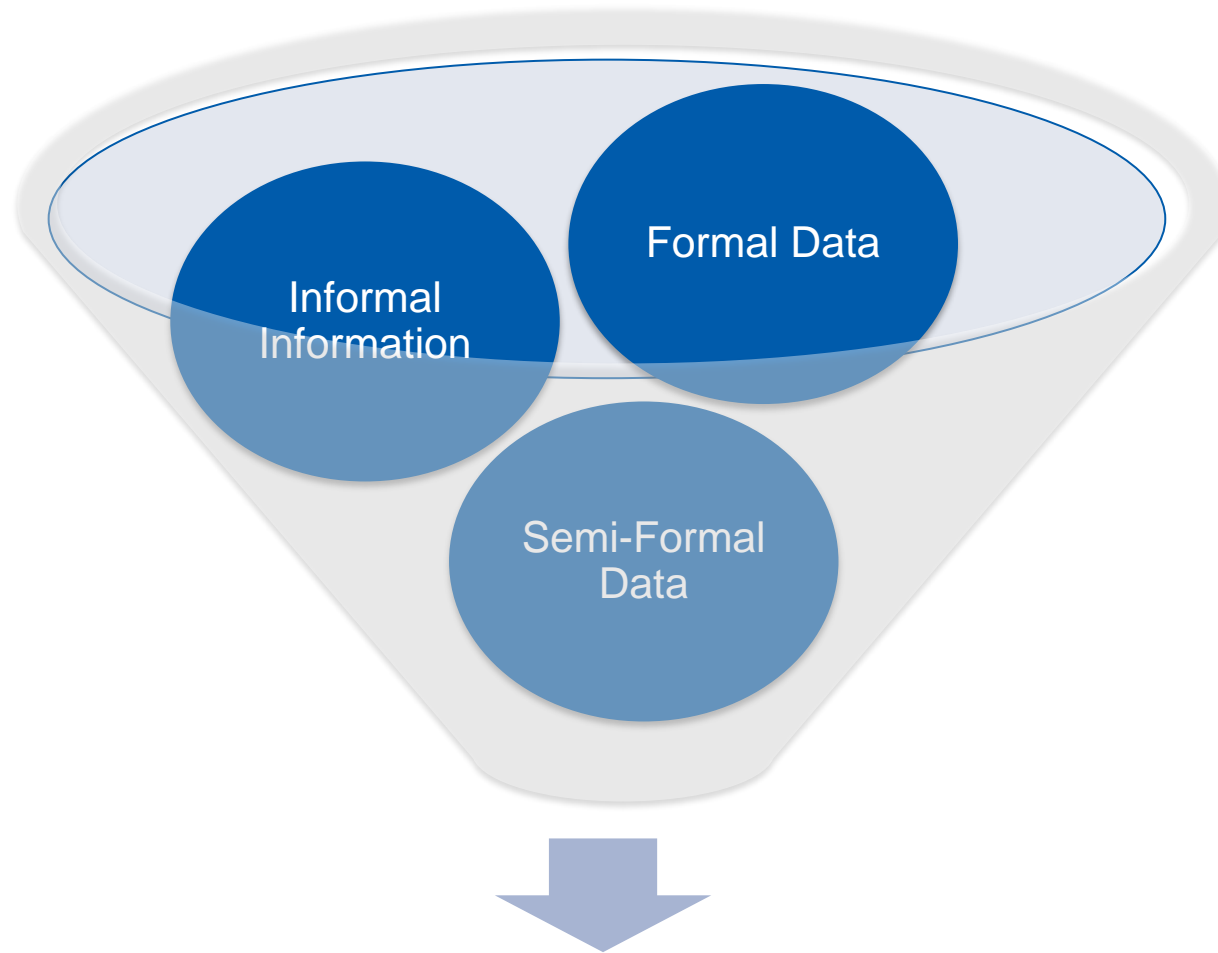 Formal Data
Informal
Information
Semi-Formal
Data